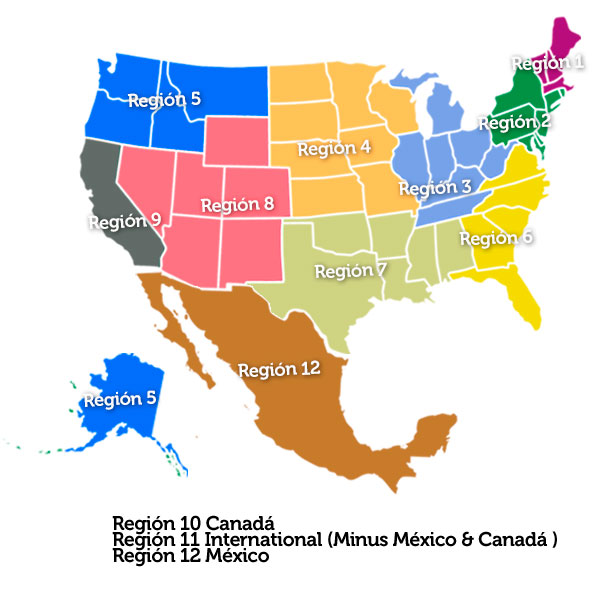 Región 1
Región 5
Región 2
Región 4
Región 3
Región 8
Región 9
Región 6
Región 7
Región 12
Región 5
Región 10 Canadá
Región 11 International (Minus México & Canadá )
Región 12 México